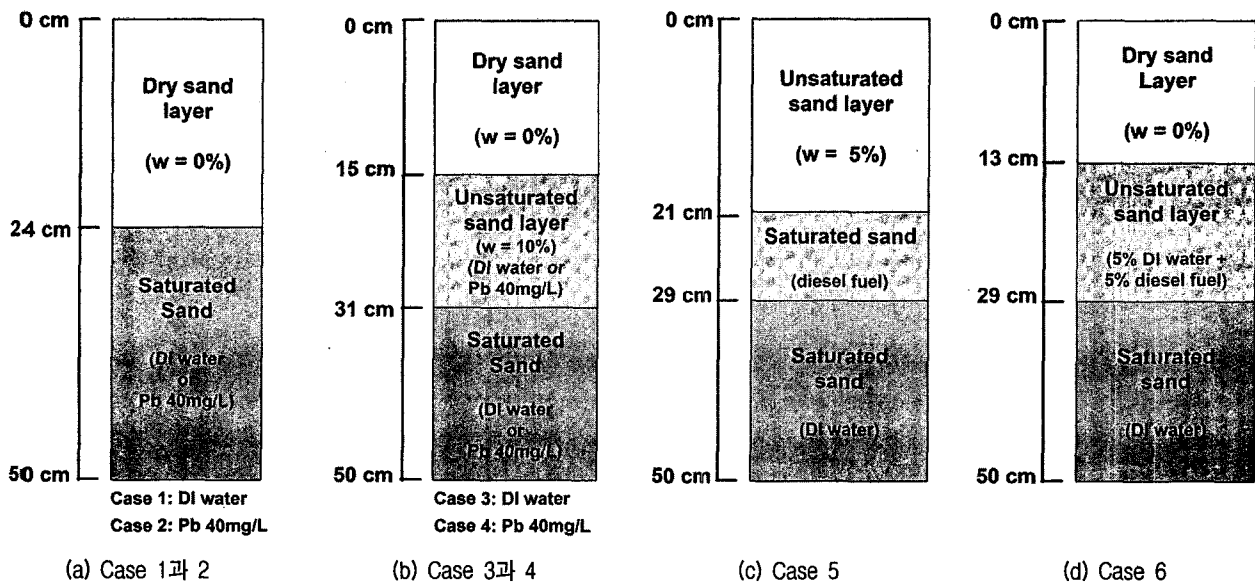 0 cm
Dry sand
layer
(w = 0%)
24 cm
Saturated
Sand
(DI water
or
Pb 40mg/L)
50 cm
Case 1: DI water
Case 2: Pb 40mg/L
(a) Case 1과 2
0 cm
Dry sand
layer
(w = 0%)
15 cm
Unsaturated
sand layer
(w = 10%)
(DI water or
Pb 40mg/L)
31 cm
Saturated
Sand
(DI water
or
Pb 40mg/L)
50 cm
Case 3: DI water
Case 4: Pb 40mg/L
(b) Case 3과 4
0 cm
Unsaturated
sand layer
(w = 5%)
21 cm
Saturated sand
(diesel fuel)
29 cm
Saturated
sand
(DI water)
50 cm
(c) Case 5
0 cm
Dry sand
Layer
(w = 0%)
13 cm
Unsaturated
sand layer
(5% DI water +
5% diesel fuel)
29 cm
Saturated
sand
(DI water)
50 cm
(d) Case 6